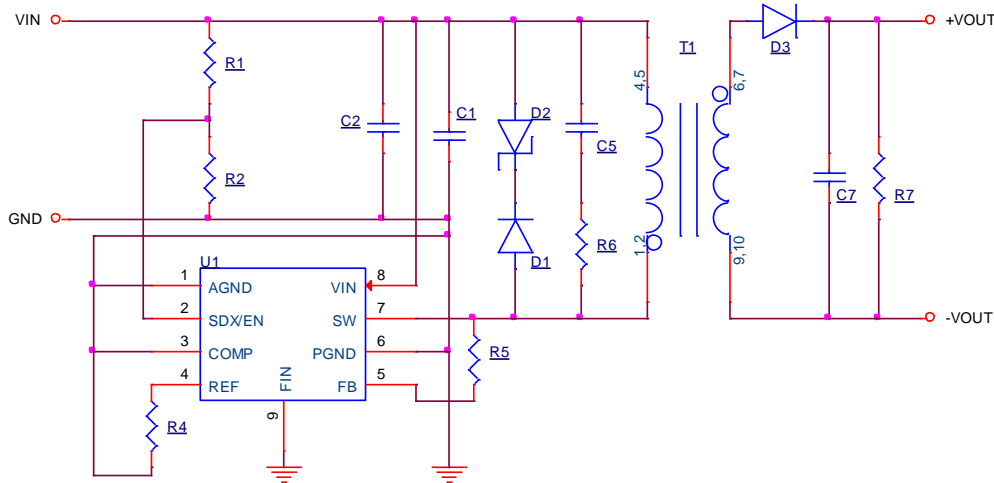 VIN
+VOUT
R1
T1
D3
4,5
6,7
C2
C1
D2
C5
R2
C7
R7
GND
1,2
9,10
R6
D1
U1
1
AGND
VIN
8
2
SDX/EN
SW
7
-VOUT
3
COMP
PGND
6
R5
4
REF
FIN
FB
5
9
R4